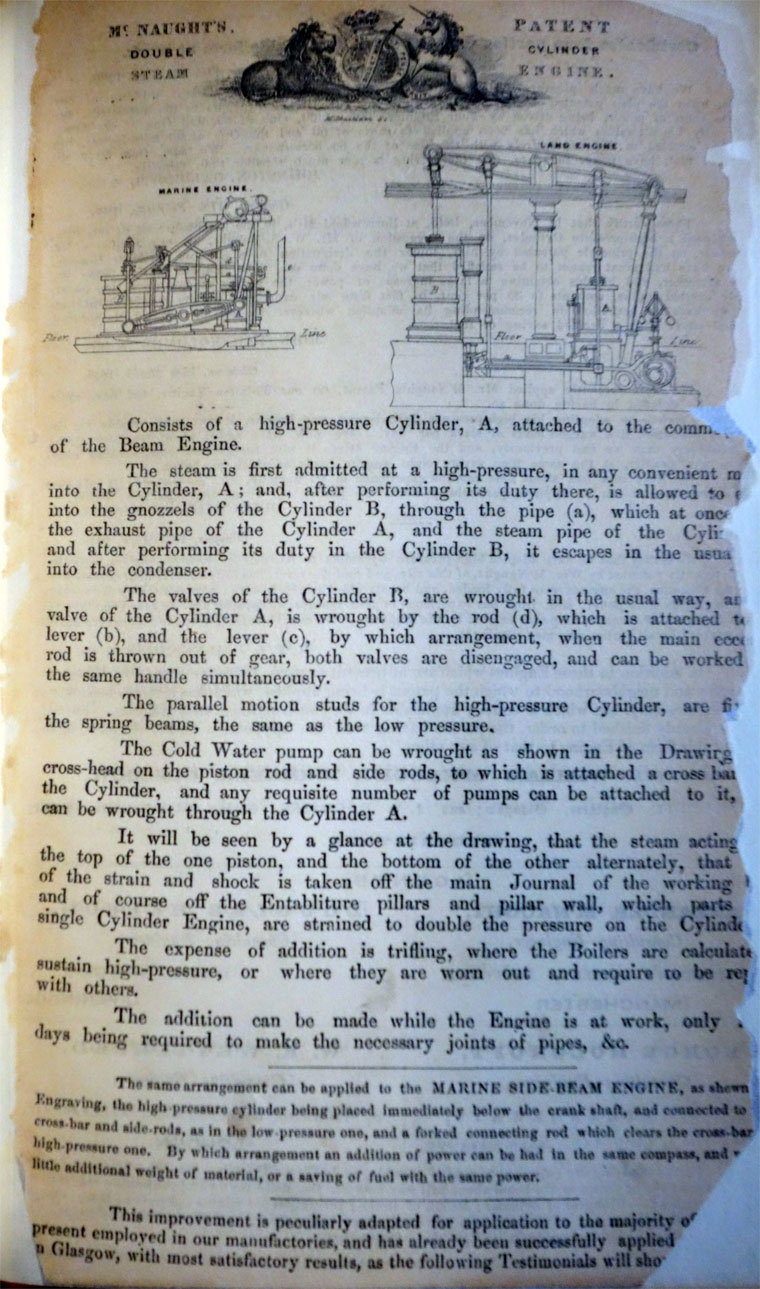 Mc. NAUGHT'S. PATENT
DOUBLE CYLINDER
STEAM ENGINE.
LAND ENGINE.
MARINE ENGINE.
B
A
B
A
Floor Line
Floor Line
Consists of a high-pressure Cylinder, A, attached to the
of the Beam Engine.
The steam is first admitted at a high-pressure, in any convenient
into the Cylinder, A; and, after performing its duty there, is allowed to
into the gnozzels of the Cylinder B, through the pipe (a), which at once
the exhaust pipe of the Cylinder A, and the steam pipe of the
and after performing its duty in the Cylinder B, it escapes in the
into the condenser.
The valves of the Cylinder B, are wrought in the usual way,
valve of the Cylinder A, is wrought by the rod (d), which is attached
lever (b), and the lever (c), by which arrangement, when the main
rod is thrown out of gear, both valves are disengaged, and can be worked
the same handle simultaneously.
The parallel motion studs for the high-pressure Cylinder, are
the spring beams, the same as the low pressure.
The Cold Water pump can be wrought as shown in the Drawing
cross-head on the piston rod and side rods, to which is attached a cross bar
the Cylinder, and any requisite number of pumps can be attached to it,
can be wrought through the Cylinder A.
It will be seen by a glance at the drawing, that the steam acting
the top of the one piston, and the bottom of the other alternately, that
of the strain and shock is taken off the main Journal of the working
and of course off the Entabliture pillars and pillar wall, which parts
single Cylinder Engine, are strained to double the pressure on the
The expense of addition is trifling, where the Boilers are
sustain high-pressure, or where they are worn out and require to be
with others.
The addition can be made while the Engine is at work, only
days being required to make the necessary joints of pipes, &c.
The same arrangement can be applied to the MARINE SIDE-BEAM ENGINE, as shewn
Engraving, the high pressure cylinder being placed immediately below the crank shaft, and connected to
cross-bar and side-rods, as in the low-pressure one, and a forked connecting rod which clears the cross-bar
high-pressure one. By which arrangement an addition of power can be had in the same compass, and
little additional weight of material, or a saving of fuel with the same power.
This improvement is peculiarly adapted for application to the majority of
present employed in our manufactories, and has already been successfully applied
n Glasgow, with most satisfactory results, as the following Testimonials will